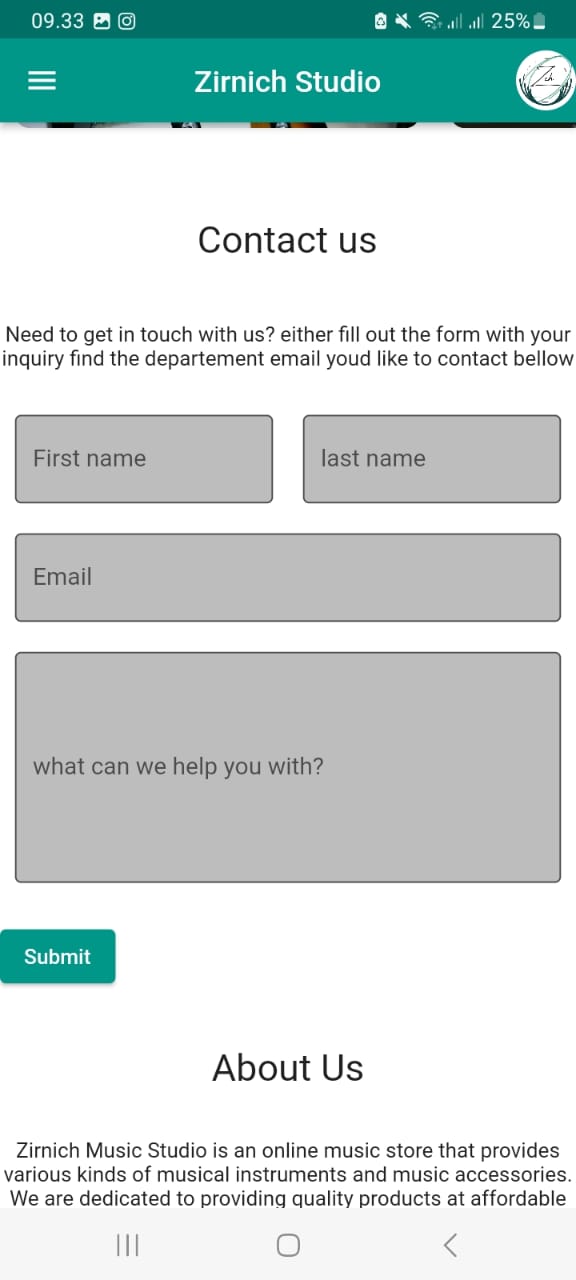 09.33 25%
Zirnich Studio
Zch
Contact us
Need to get in touch with us? either fill out the form with your
inquiry find the departement email youd like to contact bellow
First name
last name
Email
what can we help you with?
Submit
About Us
Zirnich Music Studio is an online music store that provides
various kinds of musical instruments and music accessories.
We are dedicated to providing quality products at affordable